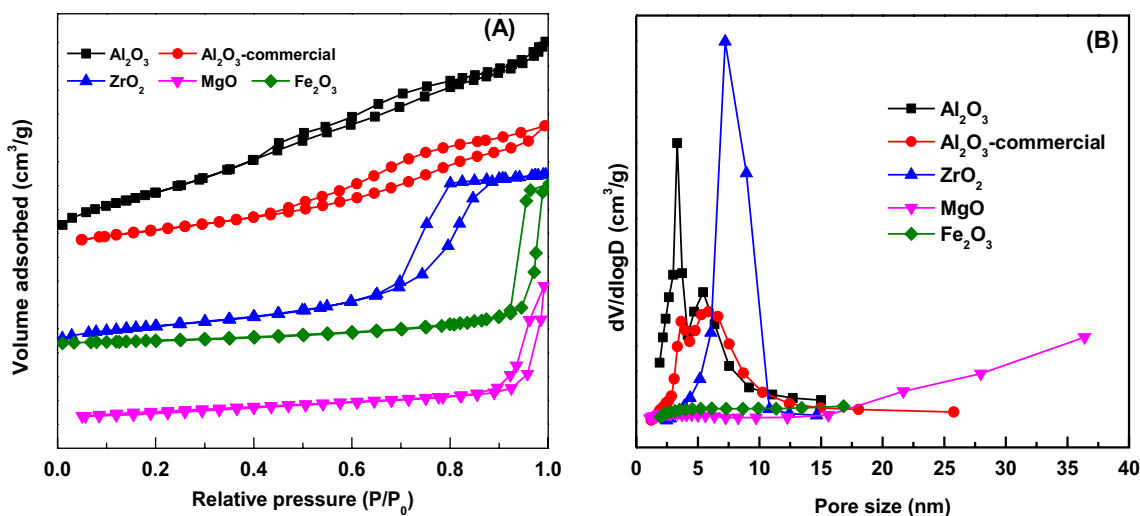 (A)
Al₂O₃ Al₂O₃-commercial
ZrO₂ MgO Fe₂O₃
Volume adsorbed (cm³/g)
0.0 0.2 0.4 0.6 0.8 1.0
Relative pressure (P/P₀)
(B)
Al₂O₃
Al₂O₃-commercial
ZrO₂
MgO
Fe₂O₃
dV/dlogD (cm³/g)
0 5 10 15 20 25 30 35 40
Pore size (nm)